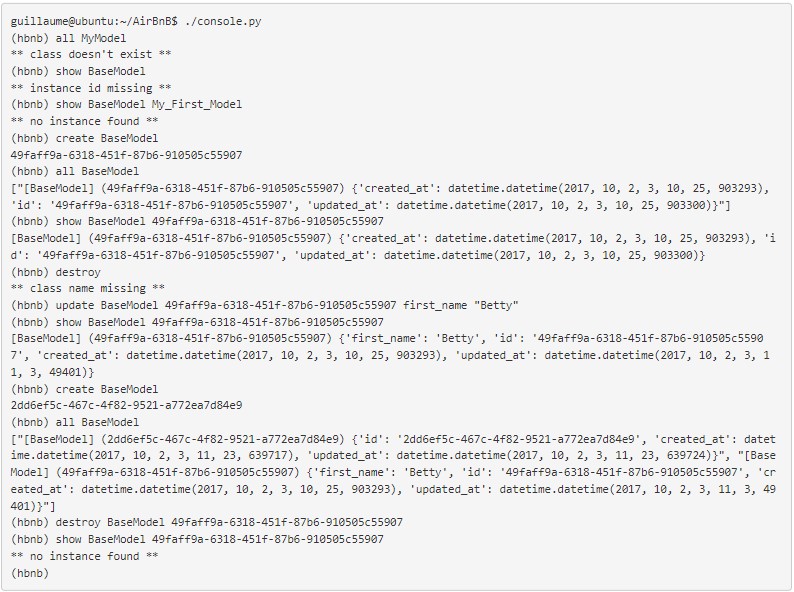 guillaume@ubuntu:~/AirBnB$ ./console.py
(hbnb) all MyModel
** class doesn't exist **
(hbnb) show BaseModel
** instance id missing **
(hbnb) show BaseModel My_First_Model
** no instance found **
(hbnb) create BaseModel
49faff9a-6318-451f-87b6-910505c55907
(hbnb) all BaseModel
["[BaseModel] (49faff9a-6318-451f-87b6-910505c55907) {'created_at': datetime.datetime(2017, 10, 2, 3, 10, 25, 903293),
'id': '49faff9a-6318-451f-87b6-910505c55907', 'updated_at': datetime.datetime(2017, 10, 2, 3, 10, 25, 903300)}"]
(hbnb) show BaseModel 49faff9a-6318-451f-87b6-910505c55907
[BaseModel] (49faff9a-6318-451f-87b6-910505c55907) {'created_at': datetime.datetime(2017, 10, 2, 3, 10, 25, 903293), 'i
d': '49faff9a-6318-451f-87b6-910505c55907', 'updated_at': datetime.datetime(2017, 10, 2, 3, 10, 25, 903300)}
(hbnb) destroy
** class name missing **
(hbnb) update BaseModel 49faff9a-6318-451f-87b6-910505c55907 first_name "Betty"
(hbnb) show BaseModel 49faff9a-6318-451f-87b6-910505c55907
[BaseModel] (49faff9a-6318-451f-87b6-910505c55907) {'first_name': 'Betty', 'id': '49faff9a-6318-451f-87b6-910505c5590
7', 'created_at': datetime.datetime(2017, 10, 2, 3, 10, 25, 903293), 'updated_at': datetime.datetime(2017, 10, 2, 3, 1
1, 3, 49401)}
(hbnb) create BaseModel
2dd6ef5c-467c-4f82-9521-a772ea7d84e9
(hbnb) all BaseModel
["[BaseModel] (2dd6ef5c-467c-4f82-9521-a772ea7d84e9) {'id': '2dd6ef5c-467c-4f82-9521-a772ea7d84e9', 'created_at': datet
ime.datetime(2017, 10, 2, 3, 11, 23, 639717), 'updated_at': datetime.datetime(2017, 10, 2, 3, 11, 23, 639724)}", "[Base
Model] (49faff9a-6318-451f-87b6-910505c55907) {'first_name': 'Betty', 'id': '49faff9a-6318-451f-87b6-910505c55907', 'cr
eated_at': datetime.datetime(2017, 10, 2, 3, 10, 25, 903293), 'updated_at': datetime.datetime(2017, 10, 2, 3, 11, 3, 49
401)}"]
(hbnb) destroy BaseModel 49faff9a-6318-451f-87b6-910505c55907
(hbnb) show BaseModel 49faff9a-6318-451f-87b6-910505c55907
** no instance found **
(hbnb)